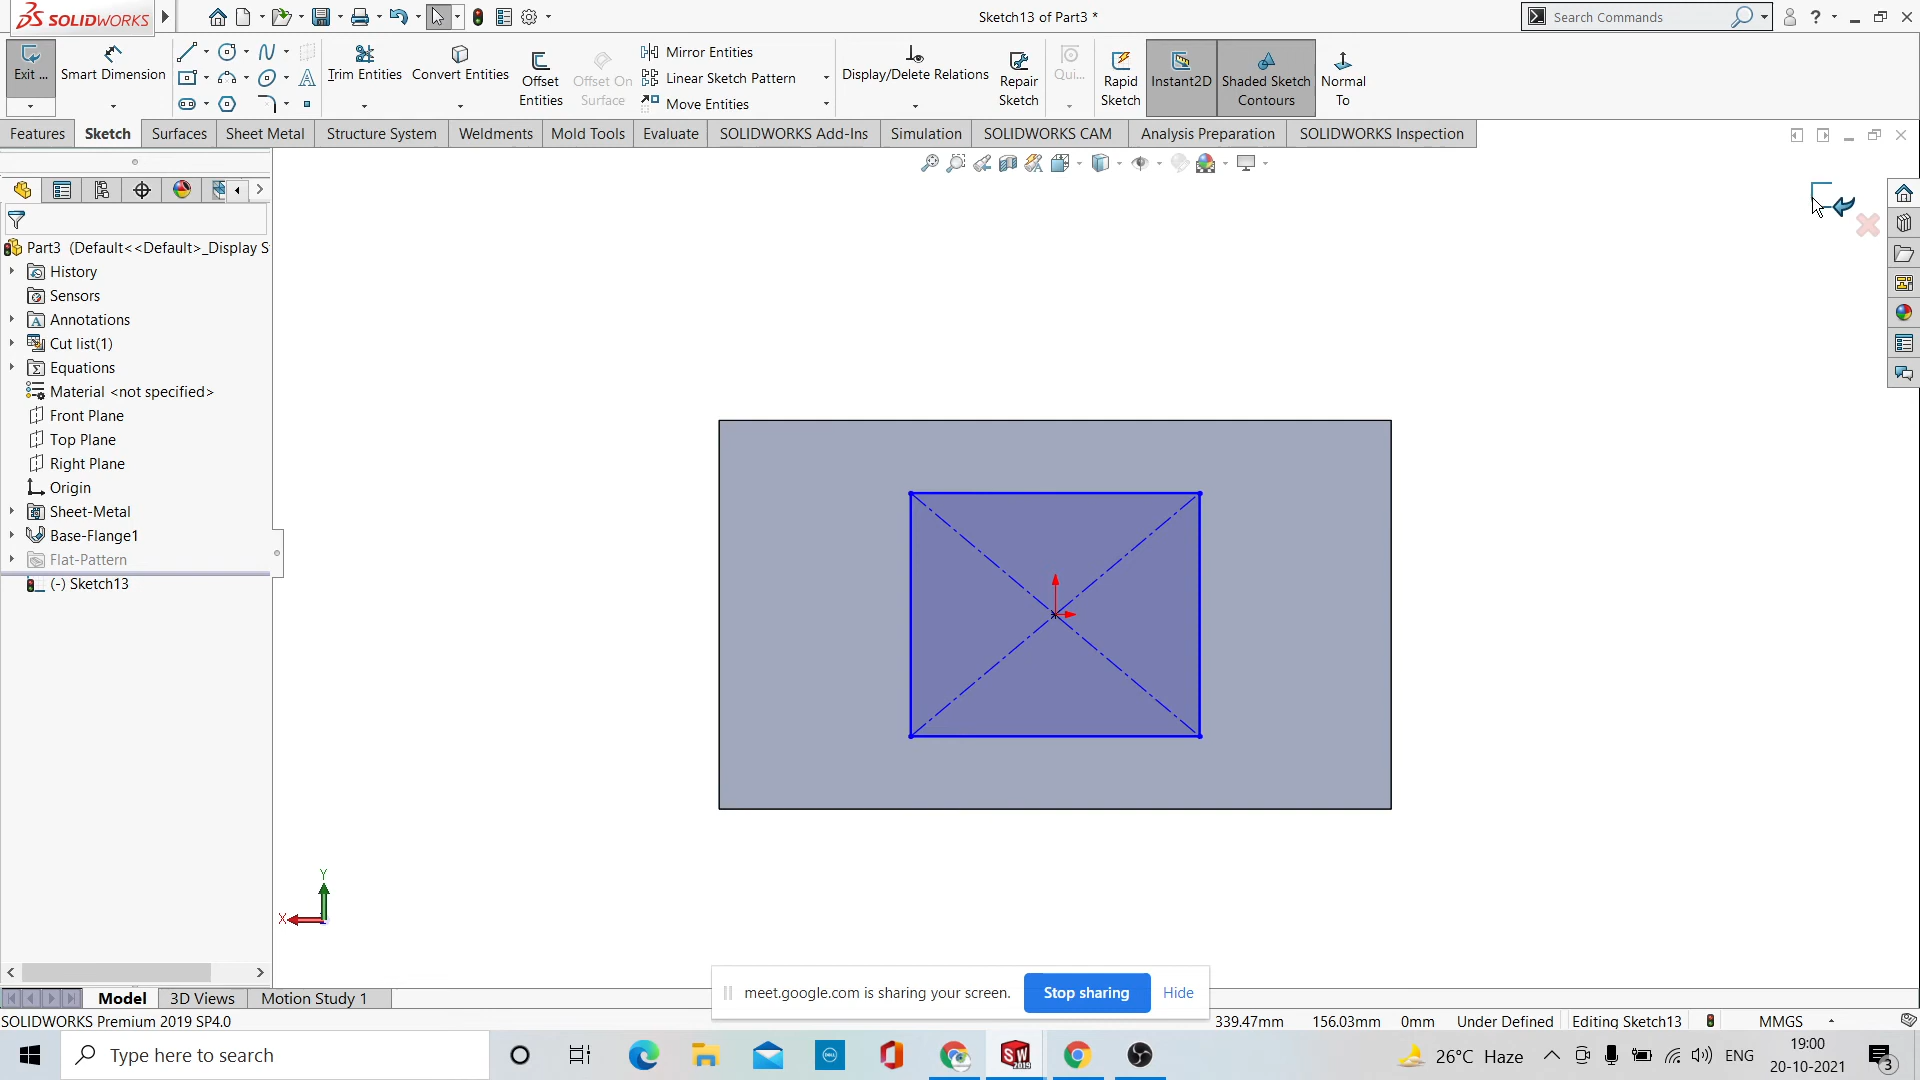 SOLIDWORKS
Sketch13 of Part3 *
Search Commands
?
Exit ...
Smart Dimension
Trim Entities
Convert Entities
Offset Entities
Offset On Surface
Mirror Entities
Linear Sketch Pattern
Move Entities
Display/Delete Relations
Repair Sketch
Qui...
Rapid Sketch
Instant2D
Shaded Sketch Contours
Normal To
Features
Sketch
Surfaces
Sheet Metal
Structure System
Weldments
Mold Tools
Evaluate
SOLIDWORKS Add-Ins
Simulation
SOLIDWORKS CAM
Analysis Preparation
SOLIDWORKS Inspection
Part3 (Default<<Default>_Display S
History
Sensors
Annotations
Cut list(1)
Equations
Material <not specified>
Front Plane
Top Plane
Right Plane
Origin
Sheet-Metal
Base-Flange1
Flat-Pattern
(-) Sketch13
Y
X
meet.google.com is sharing your screen.
Stop sharing
Hide
Model
3D Views
Motion Study 1
SOLIDWORKS Premium 2019 SP4.0
339.47mm
156.03mm
0mm
Under Defined
Editing Sketch13
MMGS
Type here to search
26°C Haze
ENG
19:00
20-10-2021
3